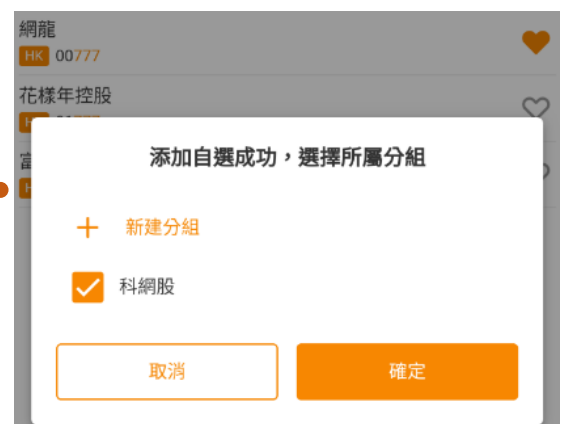 網龍
HK 00777
花樣年控股
添加自選成功，選擇所屬分組
新建分組
科網股
取消
確定